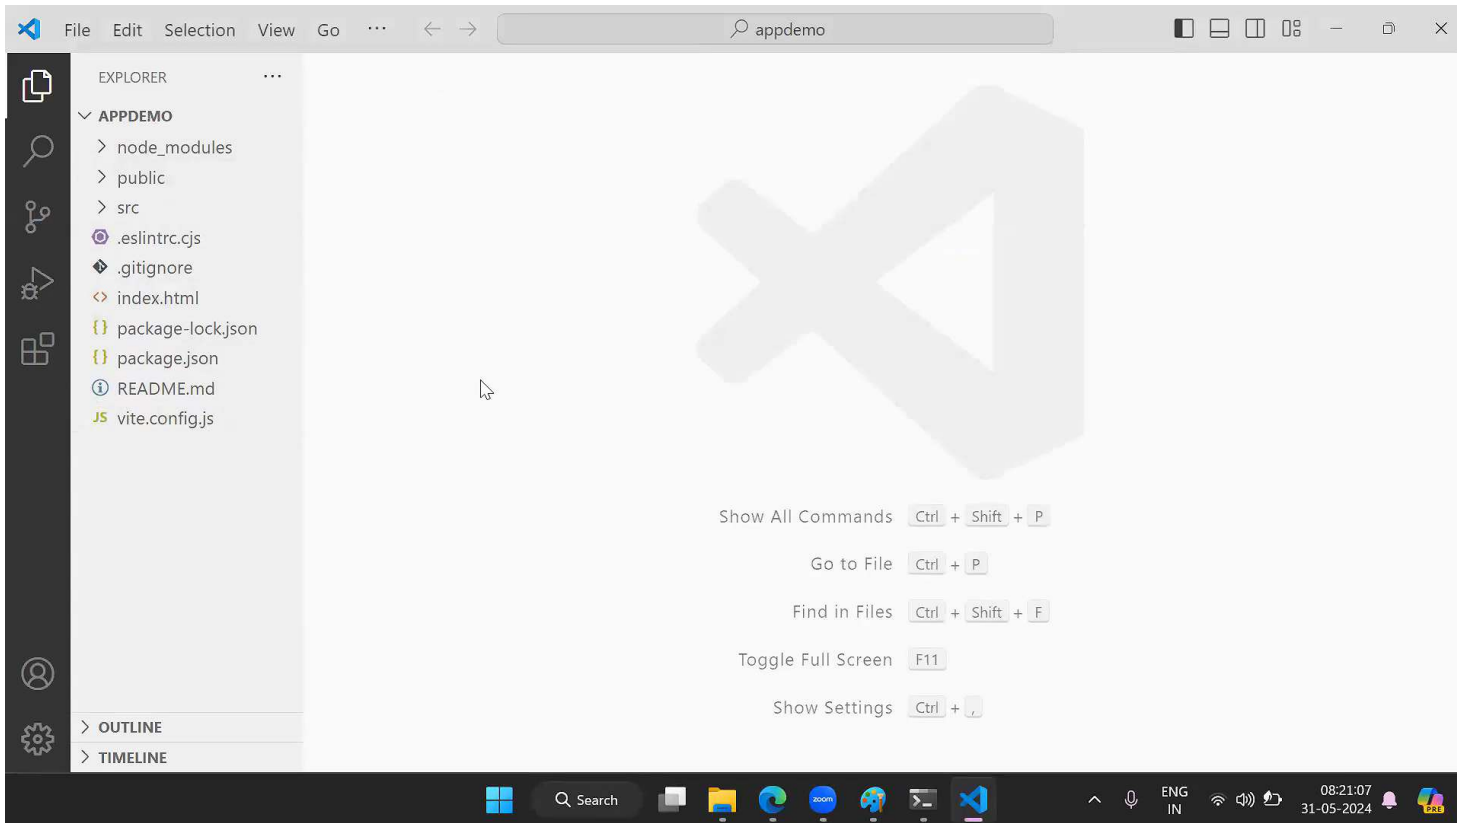 File Edit Selection View Go ··· appdemo
EXPLORER ···
APPDEMO
node_modules
public
src
.eslintrc.cjs
.gitignore
<> index.html
{} package-lock.json
{} package.json
README.md
JS vite.config.js
Show All Commands Ctrl + Shift + P
Go to File Ctrl + P
Find in Files Ctrl + Shift + F
Toggle Full Screen F11
Show Settings Ctrl + ,
OUTLINE
TIMELINE
Search
zoom
ENG
IN
08:21:07
31-05-2024
PRE